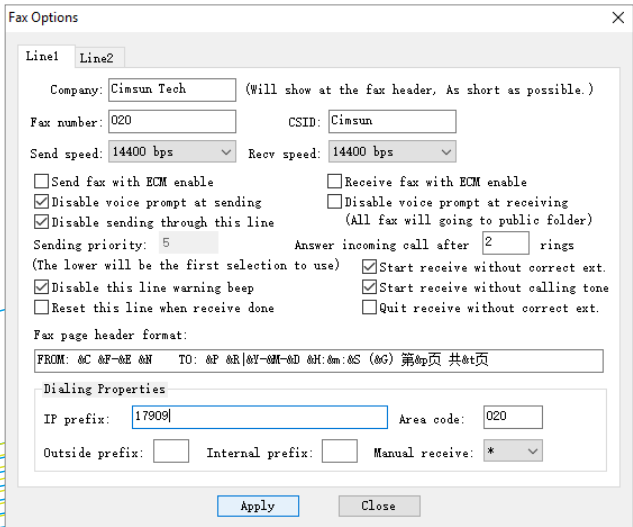 Fax Options
Line1 Line2
Company: Cimsun Tech (Will show at the fax header, As short as possible.)
Fax number: 020 CSID: Cimsun
Send speed: 14400 bps Recv speed: 14400 bps
Send fax with ECM enable Receive fax with ECM enable
Disable voice prompt at sending Disable voice prompt at receiving
Disable sending through this line (All fax will going to public folder)
Sending priority: 5 Answer incoming call after 2 rings
(The lower will be the first selection to use) Start receive without correct ext.
Disable this line warning beep Start receive without calling tone
Reset this line when receive done Quit receive without correct ext.
Fax page header format:
FROM: &C &F-&E &N TO: &P &R|&Y-&M-&D &H:&m:&S (&G) 第&p页 共&t页
Dialing Properties
IP prefix: 17909 Area code: 020
Outside prefix: Internal prefix: Manual receive: *
Apply Close